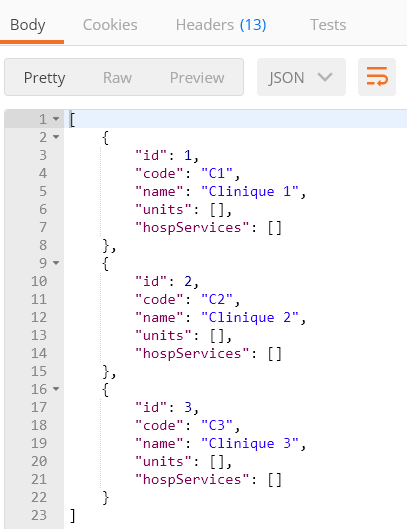 Body Cookies Headers (13) Tests
Pretty Raw Preview JSON
1 [
2 {
3 "id": 1,
4 "code": "C1",
5 "name": "Clinique 1",
6 "units": [],
7 "hospServices": []
8 },
9 {
10 "id": 2,
11 "code": "C2",
12 "name": "Clinique 2",
13 "units": [],
14 "hospServices": []
15 },
16 {
17 "id": 3,
18 "code": "C3",
19 "name": "Clinique 3",
20 "units": [],
21 "hospServices": []
22 }
23 ]